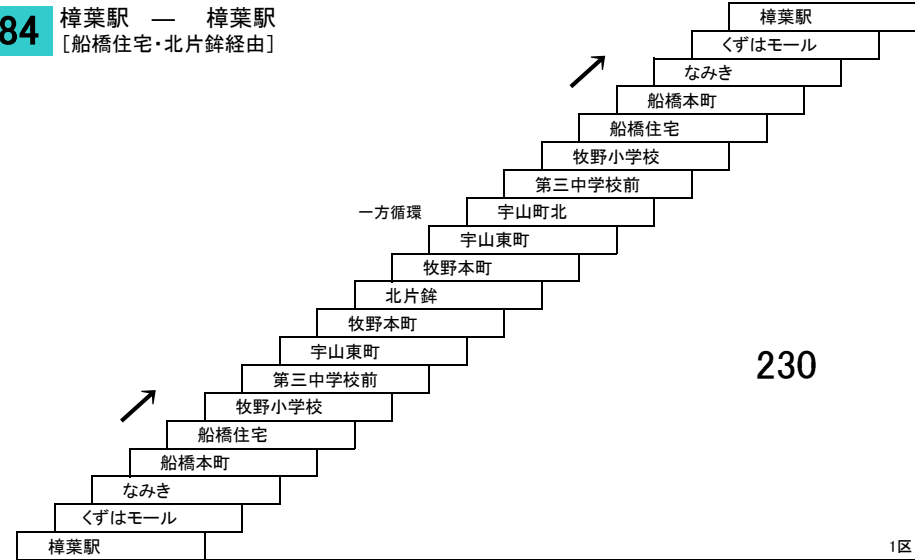 84
樟葉駅 ― 樟葉駅
[船橋住宅・北片鉾経由]
樟葉駅
くずはモール
なみき
船橋本町
船橋住宅
牧野小学校
第三中学校前
一方循環 宇山町北
宇山東町
牧野本町
北片鉾
牧野本町
宇山東町
230
第三中学校前
牧野小学校
船橋住宅
船橋本町
なみき
くずはモール
樟葉駅
1区